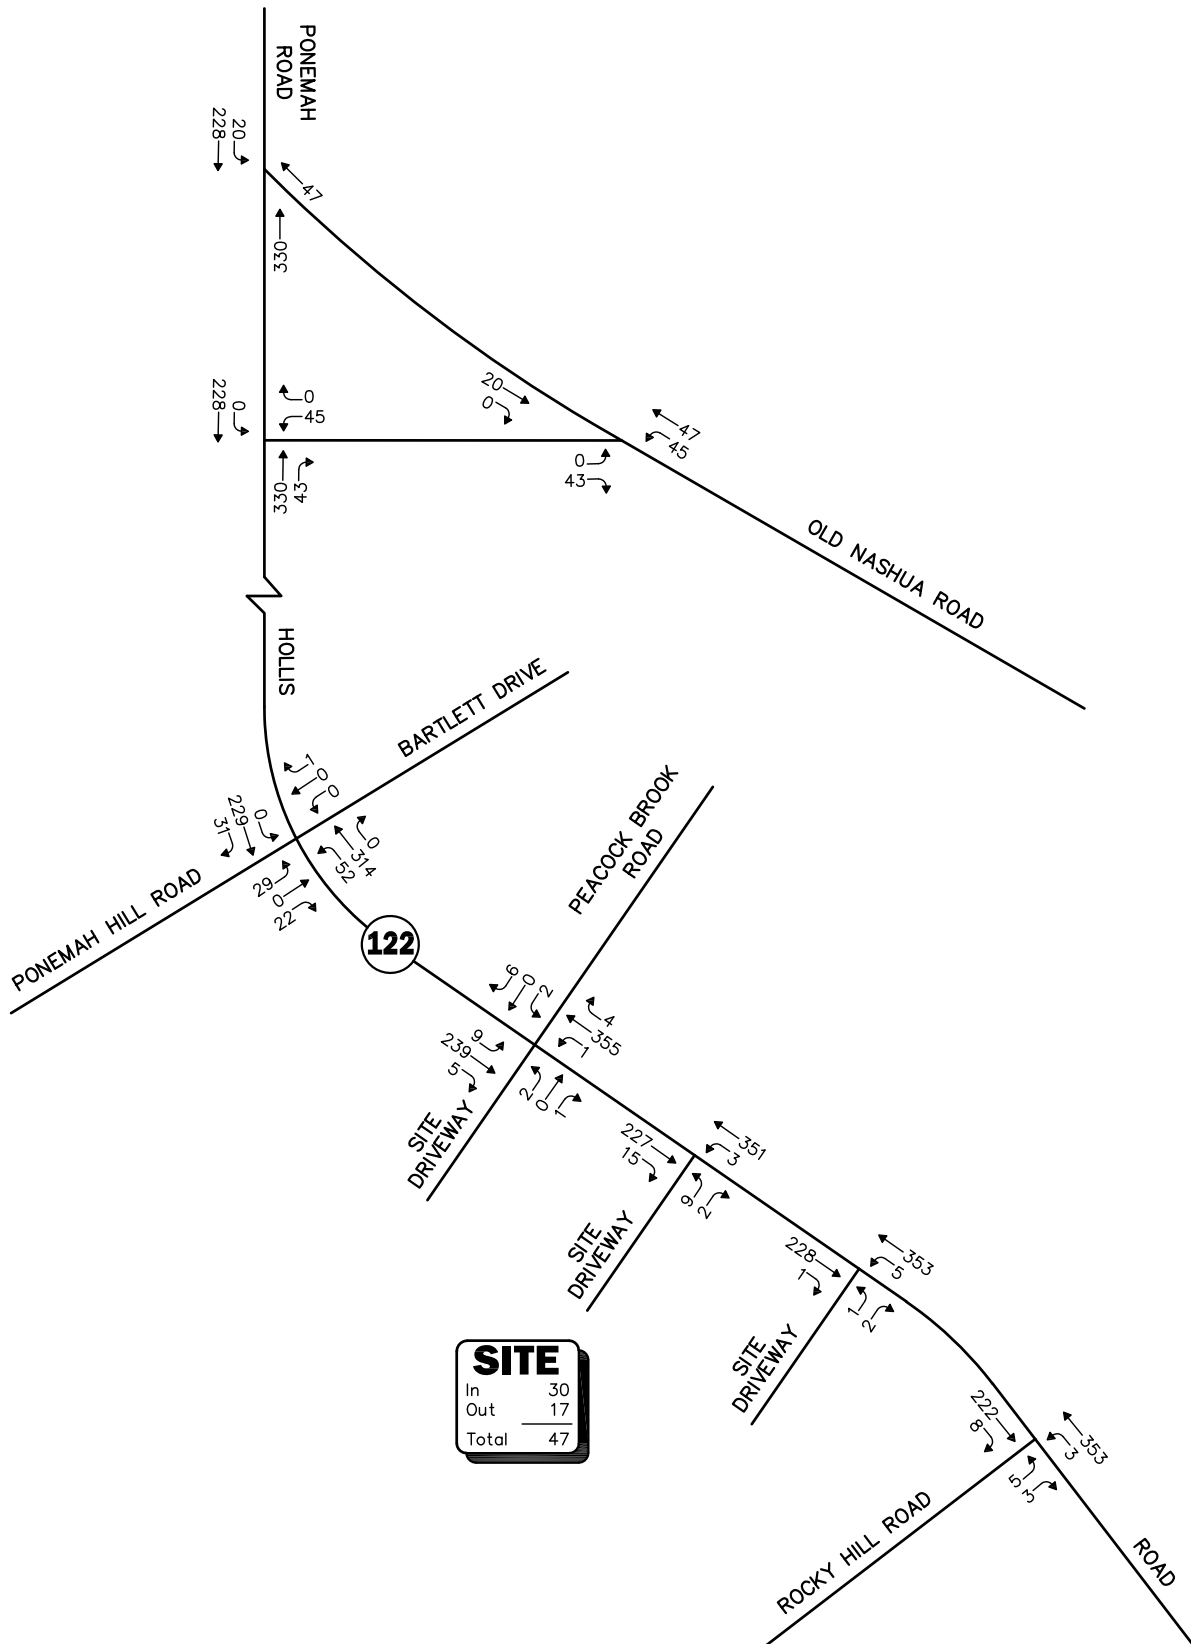 PONEMAH
ROAD
20
228
47
330
0
228
0
45
330
43
20
0
47
45
0
43
OLD NASHUA ROAD
HOLLIS
BARTLETT DRIVE
1
0
0
0
229
31
0
314
52
29
0
22
PONEMAH HILL ROAD
122
PEACOCK BROOK
ROAD
6
0
2
4
355
1
9
239
5
2
0
1
SITE
DRIVEWAY
227
15
351
3
9
2
SITE
DRIVEWAY
228
1
353
5
1
2
SITE
DRIVEWAY
SITE
In 30
Out 17
Total 47
222
8
353
3
5
3
ROCKY HILL ROAD
ROAD